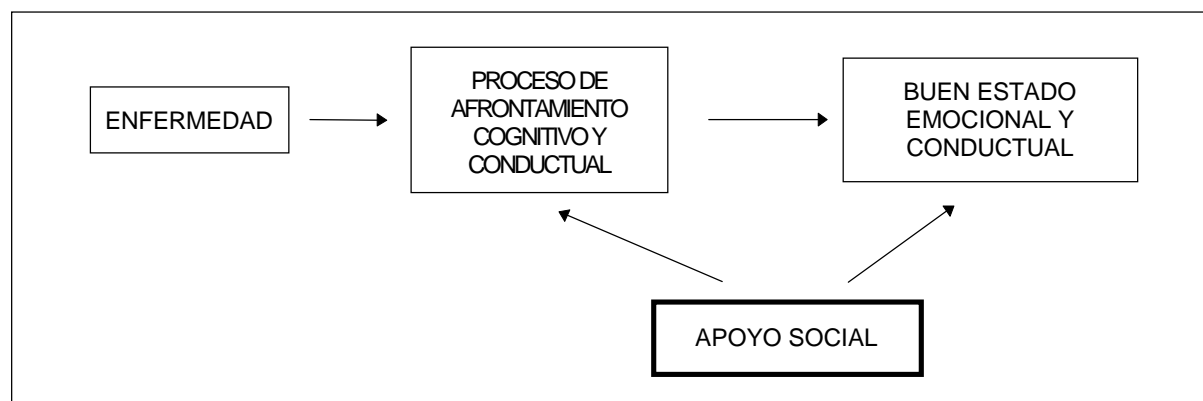 ENFERMEDAD
PROCESO DE
AFRONTAMIENTO
COGNITIVO Y
CONDUCTUAL
BUEN ESTADO
EMOCIONAL Y
CONDUCTUAL
APOYO SOCIAL